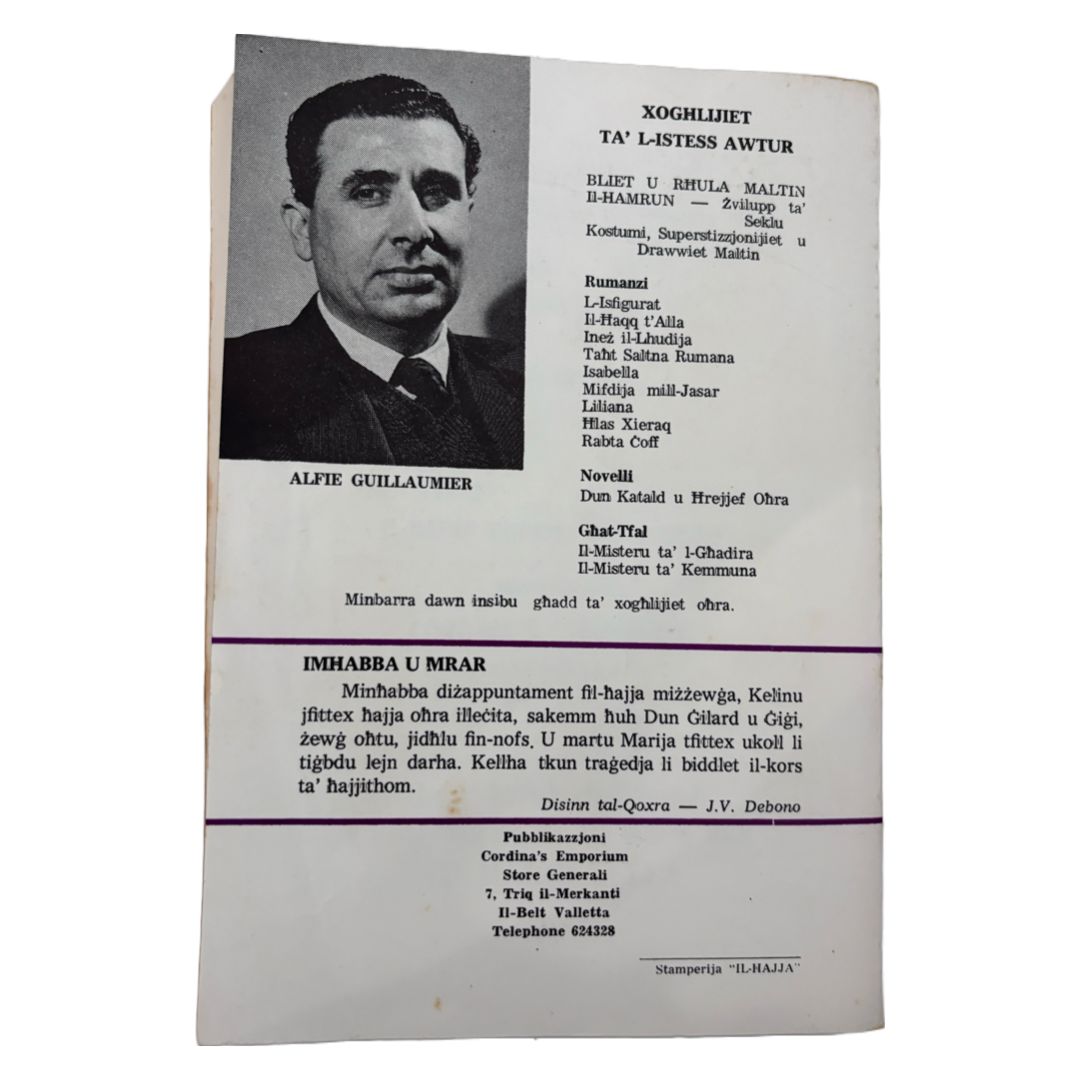 XOGĦLIJIET
TA' L-ISTESS AWTUR
BLIET U RĦULA MALTIN
Il-HAMRUN — Żvilupp ta'
Seklu
Kostumi, Superstizzjonijiet u
Drawwiet Maltin
Rumanzi
L-Isfigurat
Il-Ħaqq t'Alla
Ineż il-Lhudija
Taħt Saltna Rumana
Isabella
Mifdija mill-Jasar
Liliana
Ħlas Xieraq
Rabta Ċoff
ALFIE GUILLAUMIER
Novelli
Dun Katald u Ħrejjef Oħra
Għat-Tfal
Il-Misteru ta' l-Għadira
Il-Misteru ta' Kemmuna
Minbarra dawn insibu għadd ta' xogħlijiet oħra.
IMHABBA U MRAR
Minħabba diżappuntament fil-ħajja miżżewġa, Kelinu
jfittex ħajja oħra illeċita, sakemm ħuh Dun Ġilard u Ġiġi,
żewġ oħtu, jidħlu fin-nofs. U martu Marija tfittex ukoll li
tiġbdu lejn darha. Kellha tkun traġedja li biddlet il-kors
ta' ħajjithom.
Disinn tal-Qoxra — J.V. Debono
Pubblikazzjoni
Cordina's Emporium
Store Generali
7, Triq il-Merkanti
Il-Belt Valletta
Telephone 624328
Stamperija "IL-ĦAJJA"